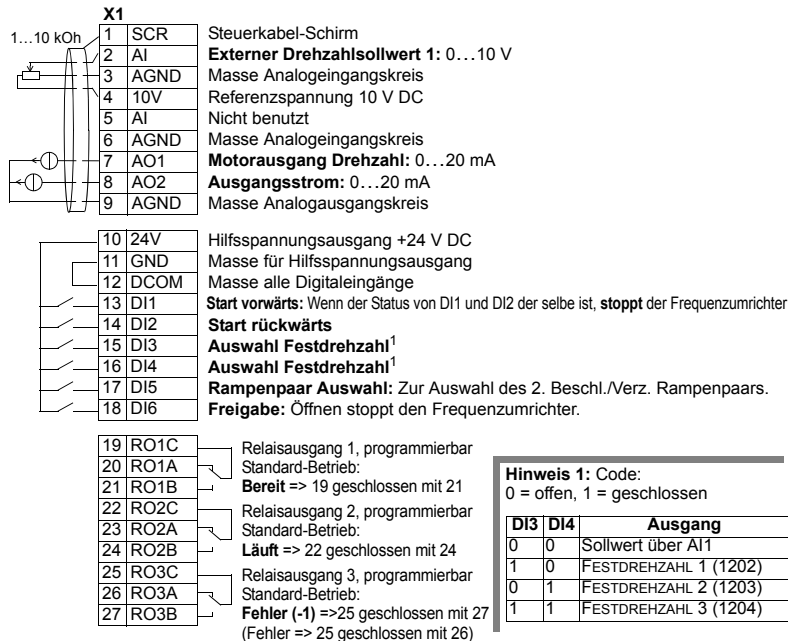 X1
1…10 kOh
1 SCR Steuerkabel-Schirm
2 AI Externer Drehzahlsollwert 1: 0…10 V
3 AGND Masse Analogeingangskreis
4 10V Referenzspannung 10 V DC
5 AI Nicht benutzt
6 AGND Masse Analogeingangskreis
7 AO1 Motorausgang Drehzahl: 0…20 mA
8 AO2 Ausgangsstrom: 0…20 mA
9 AGND Masse Analogausgangskreis
10 24V Hilfsspannungsausgang +24 V DC
11 GND Masse für Hilfsspannungsausgang
12 DCOM Masse alle Digitaleingänge
13 DI1 Start vorwärts: Wenn der Status von DI1 und DI2 der selbe ist, stoppt der Frequenzumrichter
14 DI2 Start rückwärts
15 DI3 Auswahl Festdrehzahl1
16 DI4 Auswahl Festdrehzahl1
17 DI5 Rampenpaar Auswahl: Zur Auswahl des 2. Beschl./Verz. Rampenpaars.
18 DI6 Freigabe: Öffnen stoppt den Frequenzumrichter.
19 RO1C Relaisausgang 1, programmierbar
20 RO1A Standard-Betrieb:
21 RO1B Bereit => 19 geschlossen mit 21
22 RO2C Relaisausgang 2, programmierbar
23 RO2A Standard-Betrieb:
24 RO2B Läuft => 22 geschlossen mit 24
25 RO3C Relaisausgang 3, programmierbar
26 RO3A Standard-Betrieb:
27 RO3B Fehler (-1) =>25 geschlossen mit 27
(Fehler => 25 geschlossen mit 26)
Hinweis 1: Code:
0 = offen, 1 = geschlossen
DI3 DI4 Ausgang
0 0 Sollwert über AI1
1 0 FESTDREHZAHL 1 (1202)
0 1 FESTDREHZAHL 2 (1203)
1 1 FESTDREHZAHL 3 (1204)